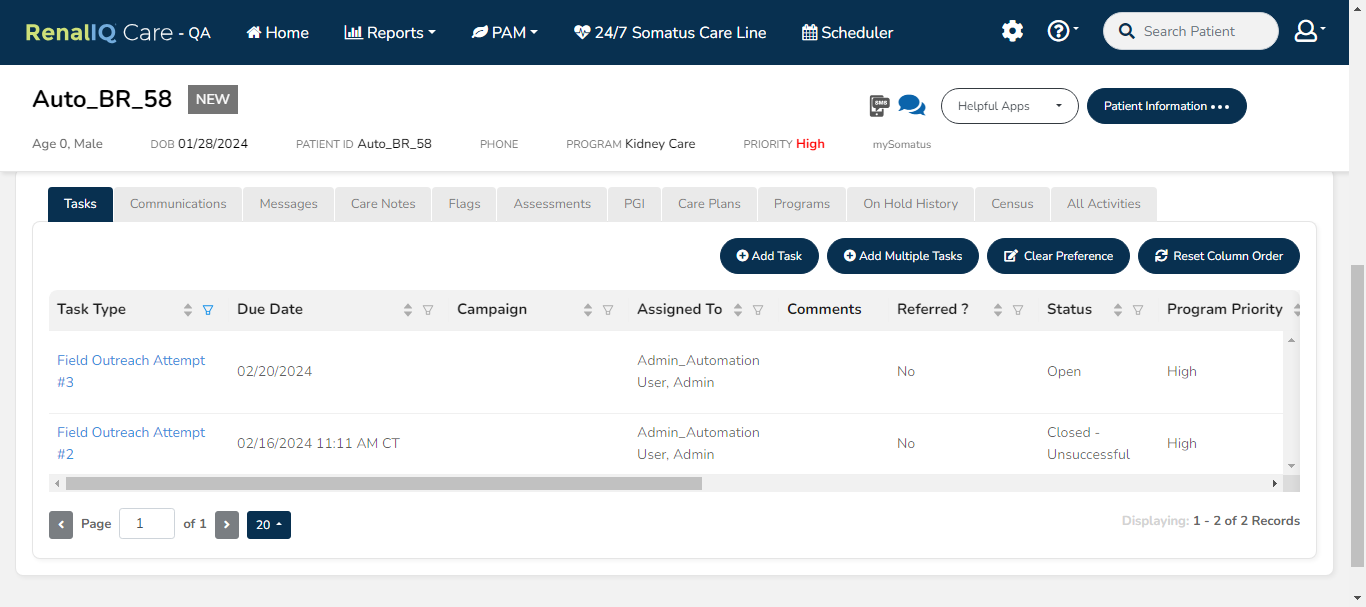 RenalIQ Care - QA Home Reports PAM 24/7 Somatus Care Line Scheduler Search Patient
Auto_BR_58 NEW SMS Helpful Apps Patient Information
Age 0, Male DOB 01/28/2024 PATIENT ID Auto_BR_58 PHONE PROGRAM Kidney Care PRIORITY High mySomatus
Tasks Communications Messages Care Notes Flags Assessments PGI Care Plans Programs On Hold History Census All Activities
Add Task Add Multiple Tasks Clear Preference Reset Column Order
Task Type Due Date Campaign Assigned To Comments Referred ? Status Program Priority
Field Outreach Attempt #3 02/20/2024 Admin_Automation User, Admin No Open High
Field Outreach Attempt #2 02/16/2024 11:11 AM CT Admin_Automation User, Admin No Closed - Unsuccessful High
Page 1 of 1 20 Displaying: 1 - 2 of 2 Records